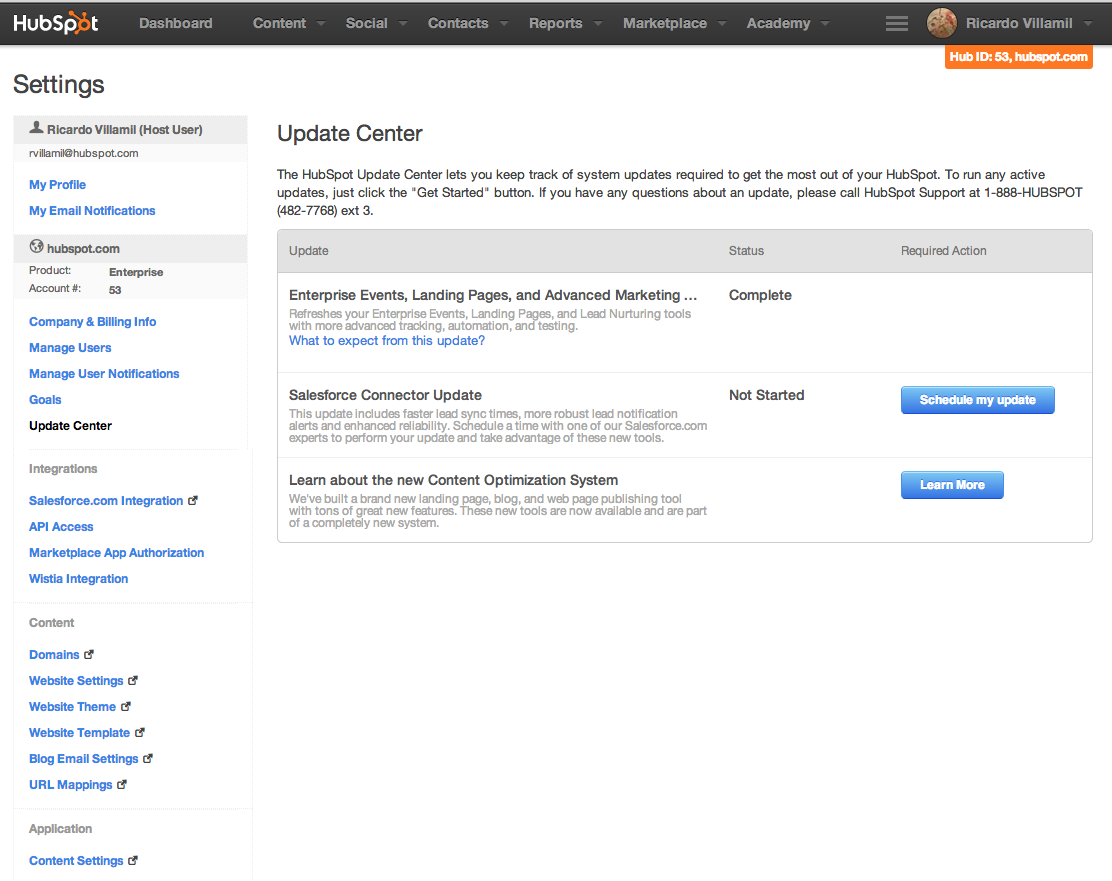 HubSpot Dashboard Content Social Contacts Reports Marketplace Academy Ricardo Villamil
Hub ID: 53, hubspot.com
Settings
Ricardo Villamil (Host User)
rvillamil@hubspot.com
My Profile
My Email Notifications
hubspot.com
Product: Enterprise
Account #: 53
Company & Billing Info
Manage Users
Manage User Notifications
Goals
Update Center
Integrations
Salesforce.com Integration
API Access
Marketplace App Authorization
Wistia Integration
Content
Domains
Website Settings
Website Theme
Website Template
Blog Email Settings
URL Mappings
Application
Content Settings
Update Center
The HubSpot Update Center lets you keep track of system updates required to get the most out of your HubSpot. To run any active
updates, just click the "Get Started" button. If you have any questions about an update, please call HubSpot Support at 1-888-HUBSPOT
(482-7768) ext 3.
Update Status Required Action
Enterprise Events, Landing Pages, and Advanced Marketing ... Complete
Refreshes your Enterprise Events, Landing Pages, and Lead Nurturing tools
with more advanced tracking, automation, and testing.
What to expect from this update?
Salesforce Connector Update Not Started Schedule my update
This update includes faster lead sync times, more robust lead notification
alerts and enhanced reliability. Schedule a time with one of our Salesforce.com
experts to perform your update and take advantage of these new tools.
Learn about the new Content Optimization System Learn More
We've built a brand new landing page, blog, and web page publishing tool
with tons of great new features. These new tools are now available and are part
of a completely new system.